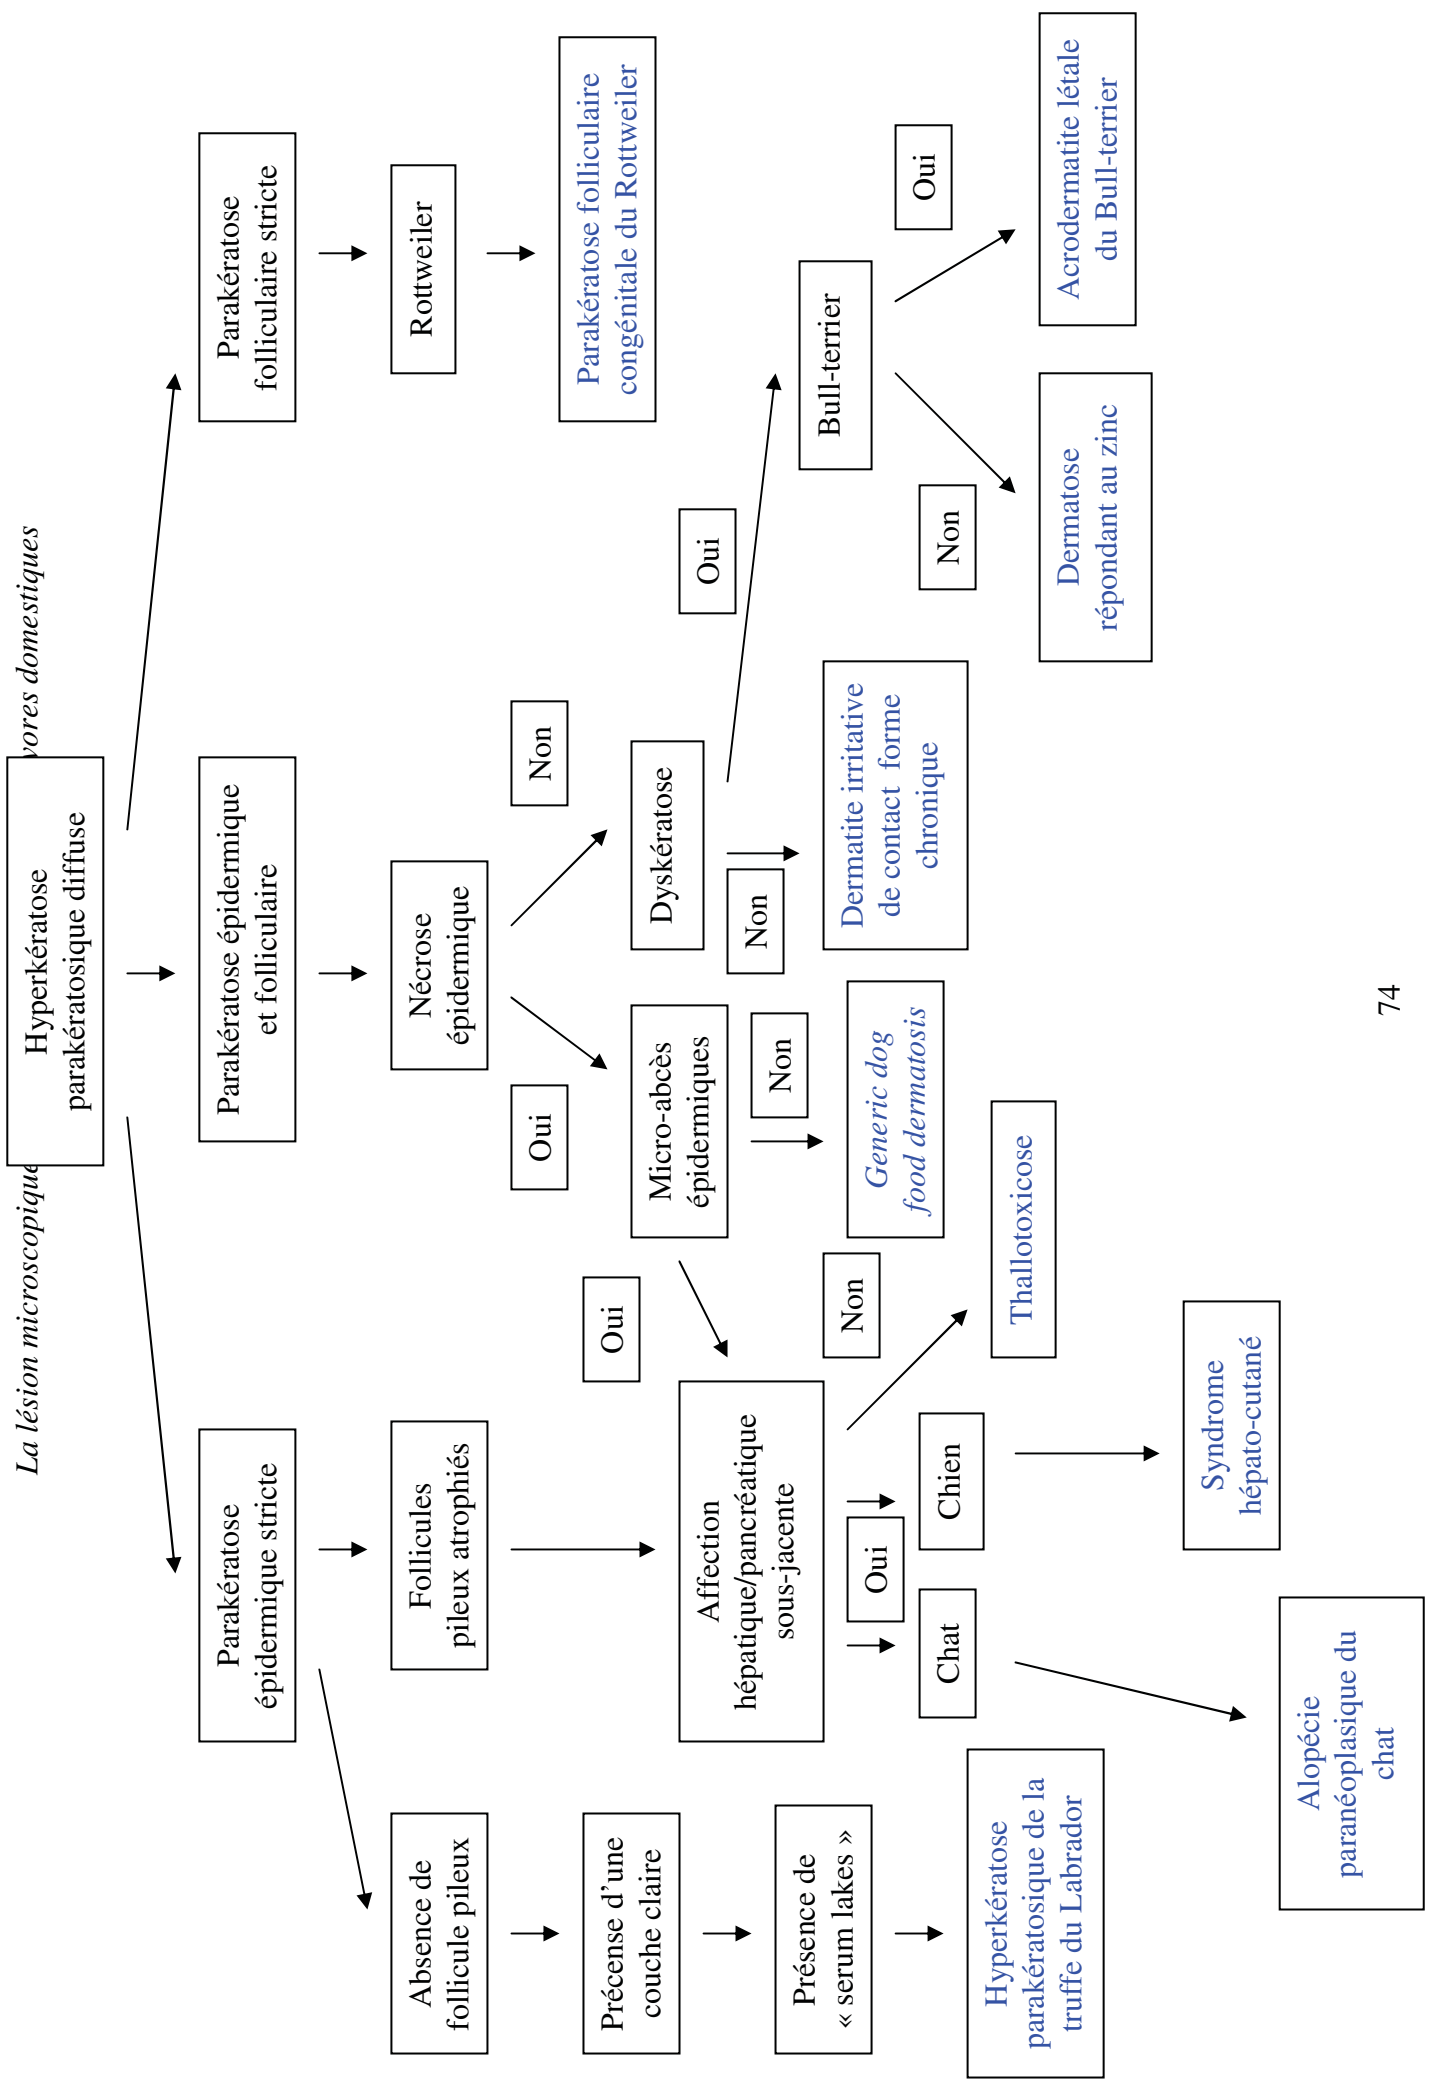 La lésion microscopique
vores domestiques
Hyperkératose
parakératosique diffuse
Parakératose
épidermique stricte
Parakératose épidermique
et folliculaire
Parakératose
folliculaire stricte
Absence de
follicule pileux
Follicules
pileux atrophiés
Nécrose
épidermique
Rottweiler
Oui
Non
Précense d’une
couche claire
Oui
Micro-abcès
épidermiques
Dyskératose
Parakératose folliculaire
congénitale du Rottweiler
Affection
hépatique/pancréatique
sous-jacente
Oui
Non
Non
Présence de
« serum lakes »
Bull-terrier
Non
Generic dog
food dermatosis
Dermatite irritative
de contact forme
chronique
Oui
Chat
Chien
Non
Oui
Hyperkératose
parakératosique de la
truffe du Labrador
Thallotoxicose
Dermatose
répondant au zinc
Acrodermatite létale
du Bull-terrier
Syndrome
hépato-cutané
Alopécie
paranéoplasique du
chat
74